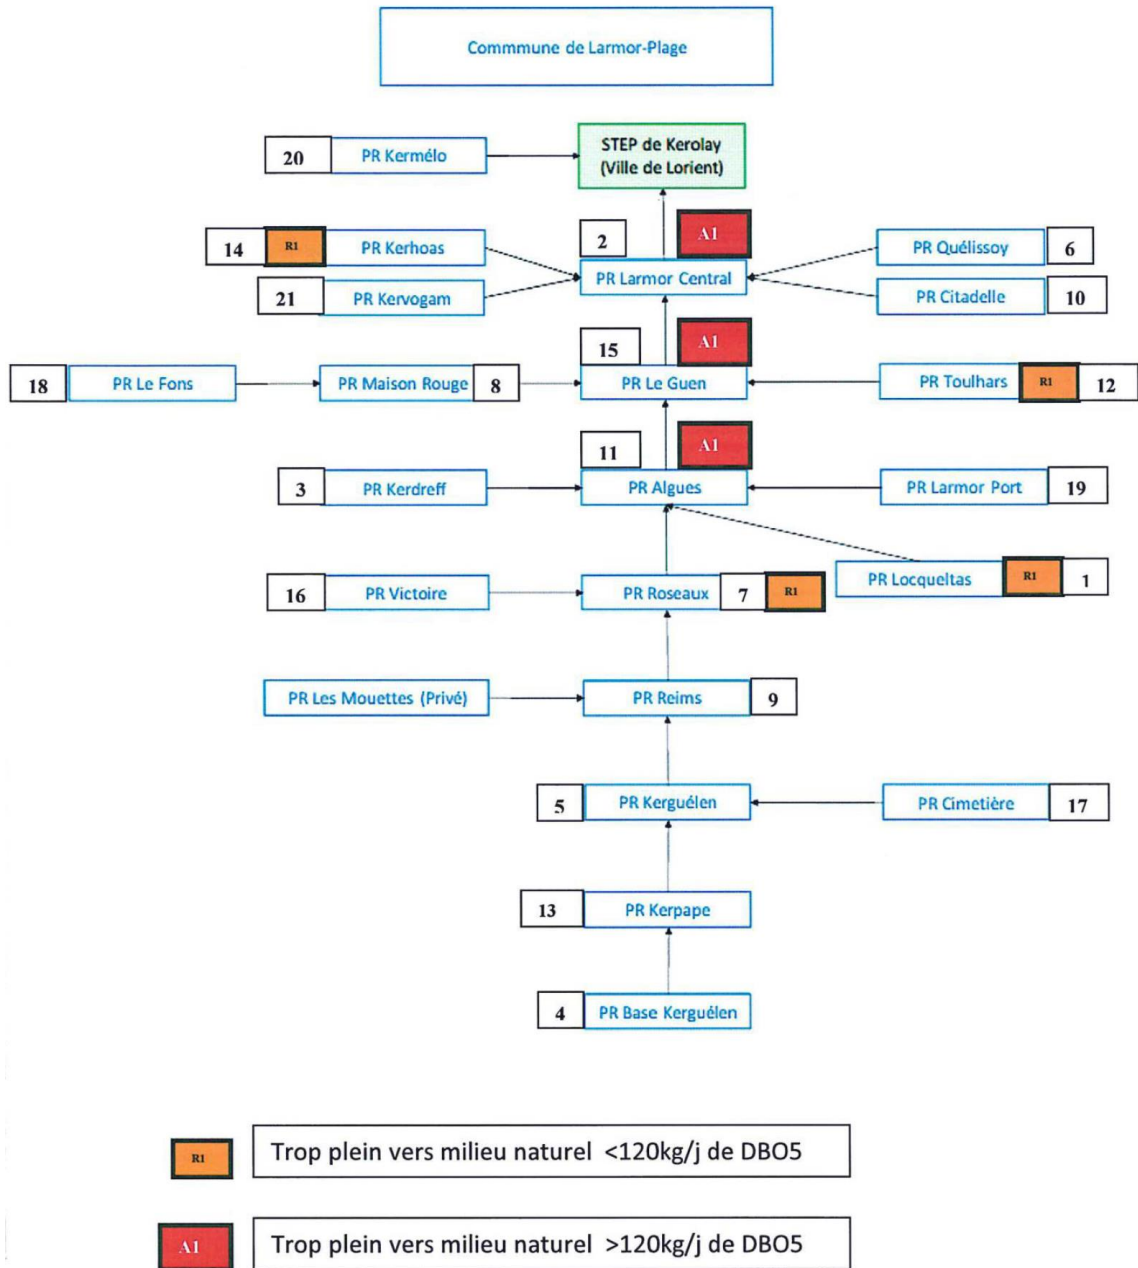 Commmune de Larmor-Plage
20 PR Kermélo
STEP de Kerolay
(Ville de Lorient)
2 A1
14 R1 PR Kerhoas
PR Quélissoy 6
PR Larmor Central
21 PR Kervogam
PR Citadelle 10
15 A1
18 PR Le Fons
PR Maison Rouge 8
PR Le Guen
PR Toulhars R1 12
11 A1
3 PR Kerdreff
PR Algues
PR Larmor Port 19
PR Locqueltas R1 1
16 PR Victoire
PR Roseaux 7 R1
PR Les Mouettes (Privé)
PR Reims 9
5 PR Kerguélen
PR Cimetière 17
13 PR Kerpape
4 PR Base Kerguélen
R1 Trop plein vers milieu naturel <120kg/j de DBO5
A1 Trop plein vers milieu naturel >120kg/j de DBO5